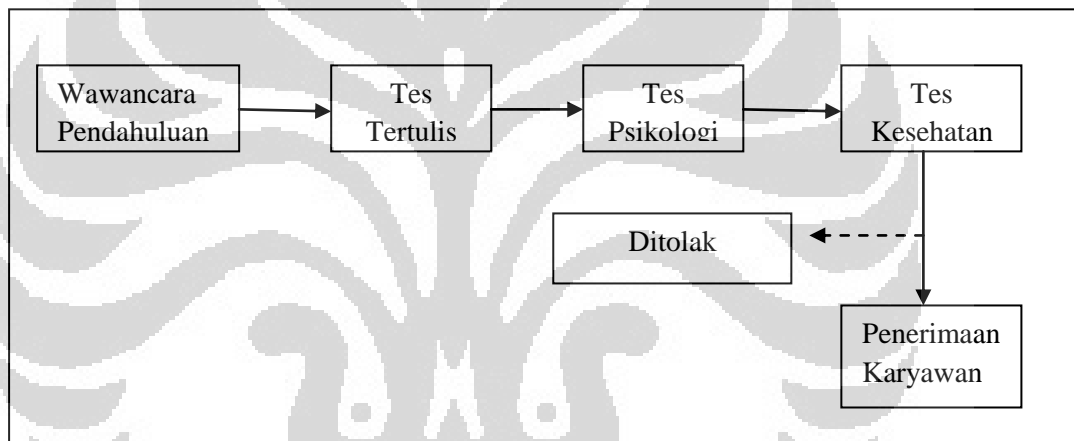 Wawancara
Pendahuluan
Tes
Tertulis
Tes
Psikologi
Tes
Kesehatan
Ditolak
Penerimaan
Karyawan